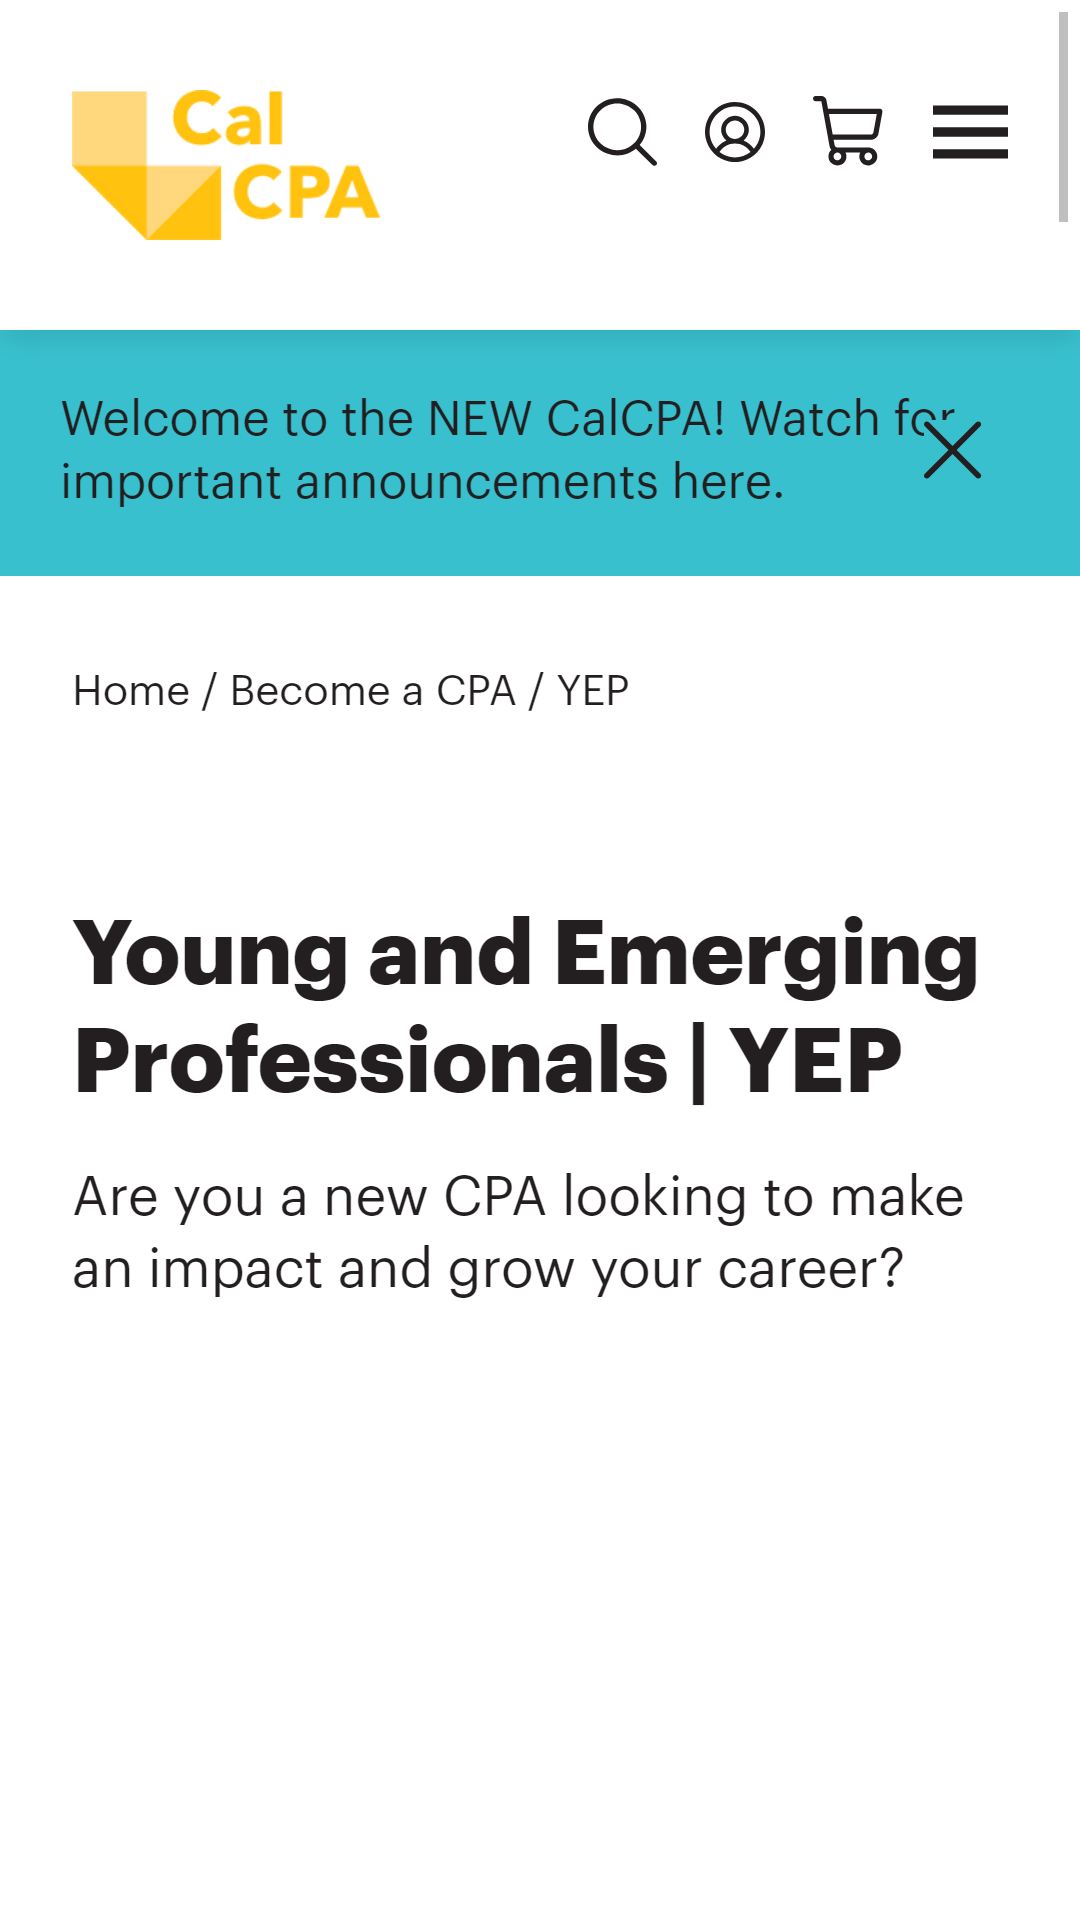 Cal
CPA
Welcome to the NEW CalCPA! Watch for
important announcements here.
Home / Become a CPA / YEP
Young and Emerging
Professionals | YEP
Are you a new CPA looking to make
an impact and grow your career?